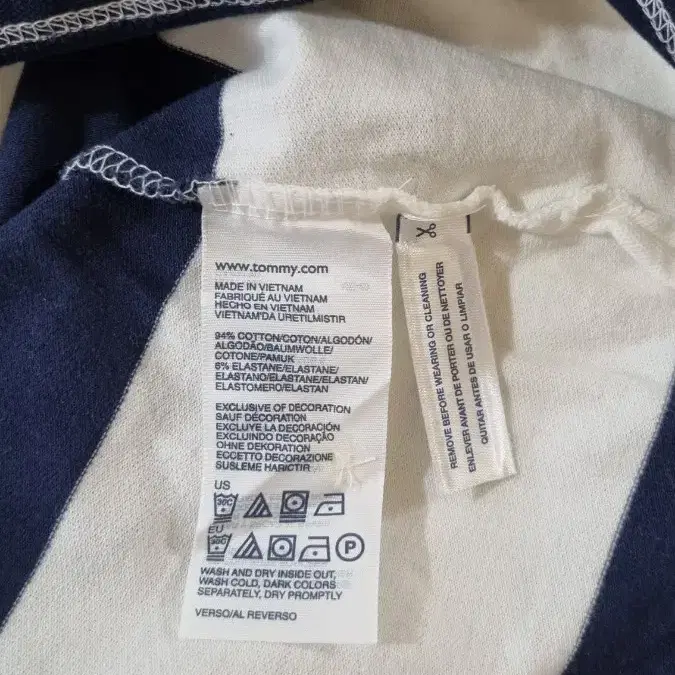 www.tommy.com
MADE IN VIETNAM
FABRIQUÉ AU VIETNAM
HECHO EN VIETNAM
VIETNAM'DA URETILMISTIR
94% COTTON/COTON/ALGODÓN/
ALGODÃO/BAUMWOLLE/
COTONE/PAMUK
6% ELASTANE/ELASTANE/
ELASTANO/ELASTANE/ELASTAN/
ELASTOMERO/ELASTAN
EXCLUSIVE OF DECORATION
SAUF DÉCORATION
EXCLUYE LA DECORACIÓN
EXCLUINDO DECORAÇÃO
OHNE DEKORATION
ECCETTO DECORAZIONE
SUSLEME HARICTIR
US
30C
EU
30C
P
WASH AND DRY INSIDE OUT,
WASH COLD, DARK COLORS
SEPARATELY, DRY PROMPTLY
VERSO/AL REVERSO
REMOVE BEFORE WEARING OR CLEANING
ENLEVER AVANT DE PORTER OU DE NETTOYER
QUITAR ANTES DE USAR O LIMPIAR